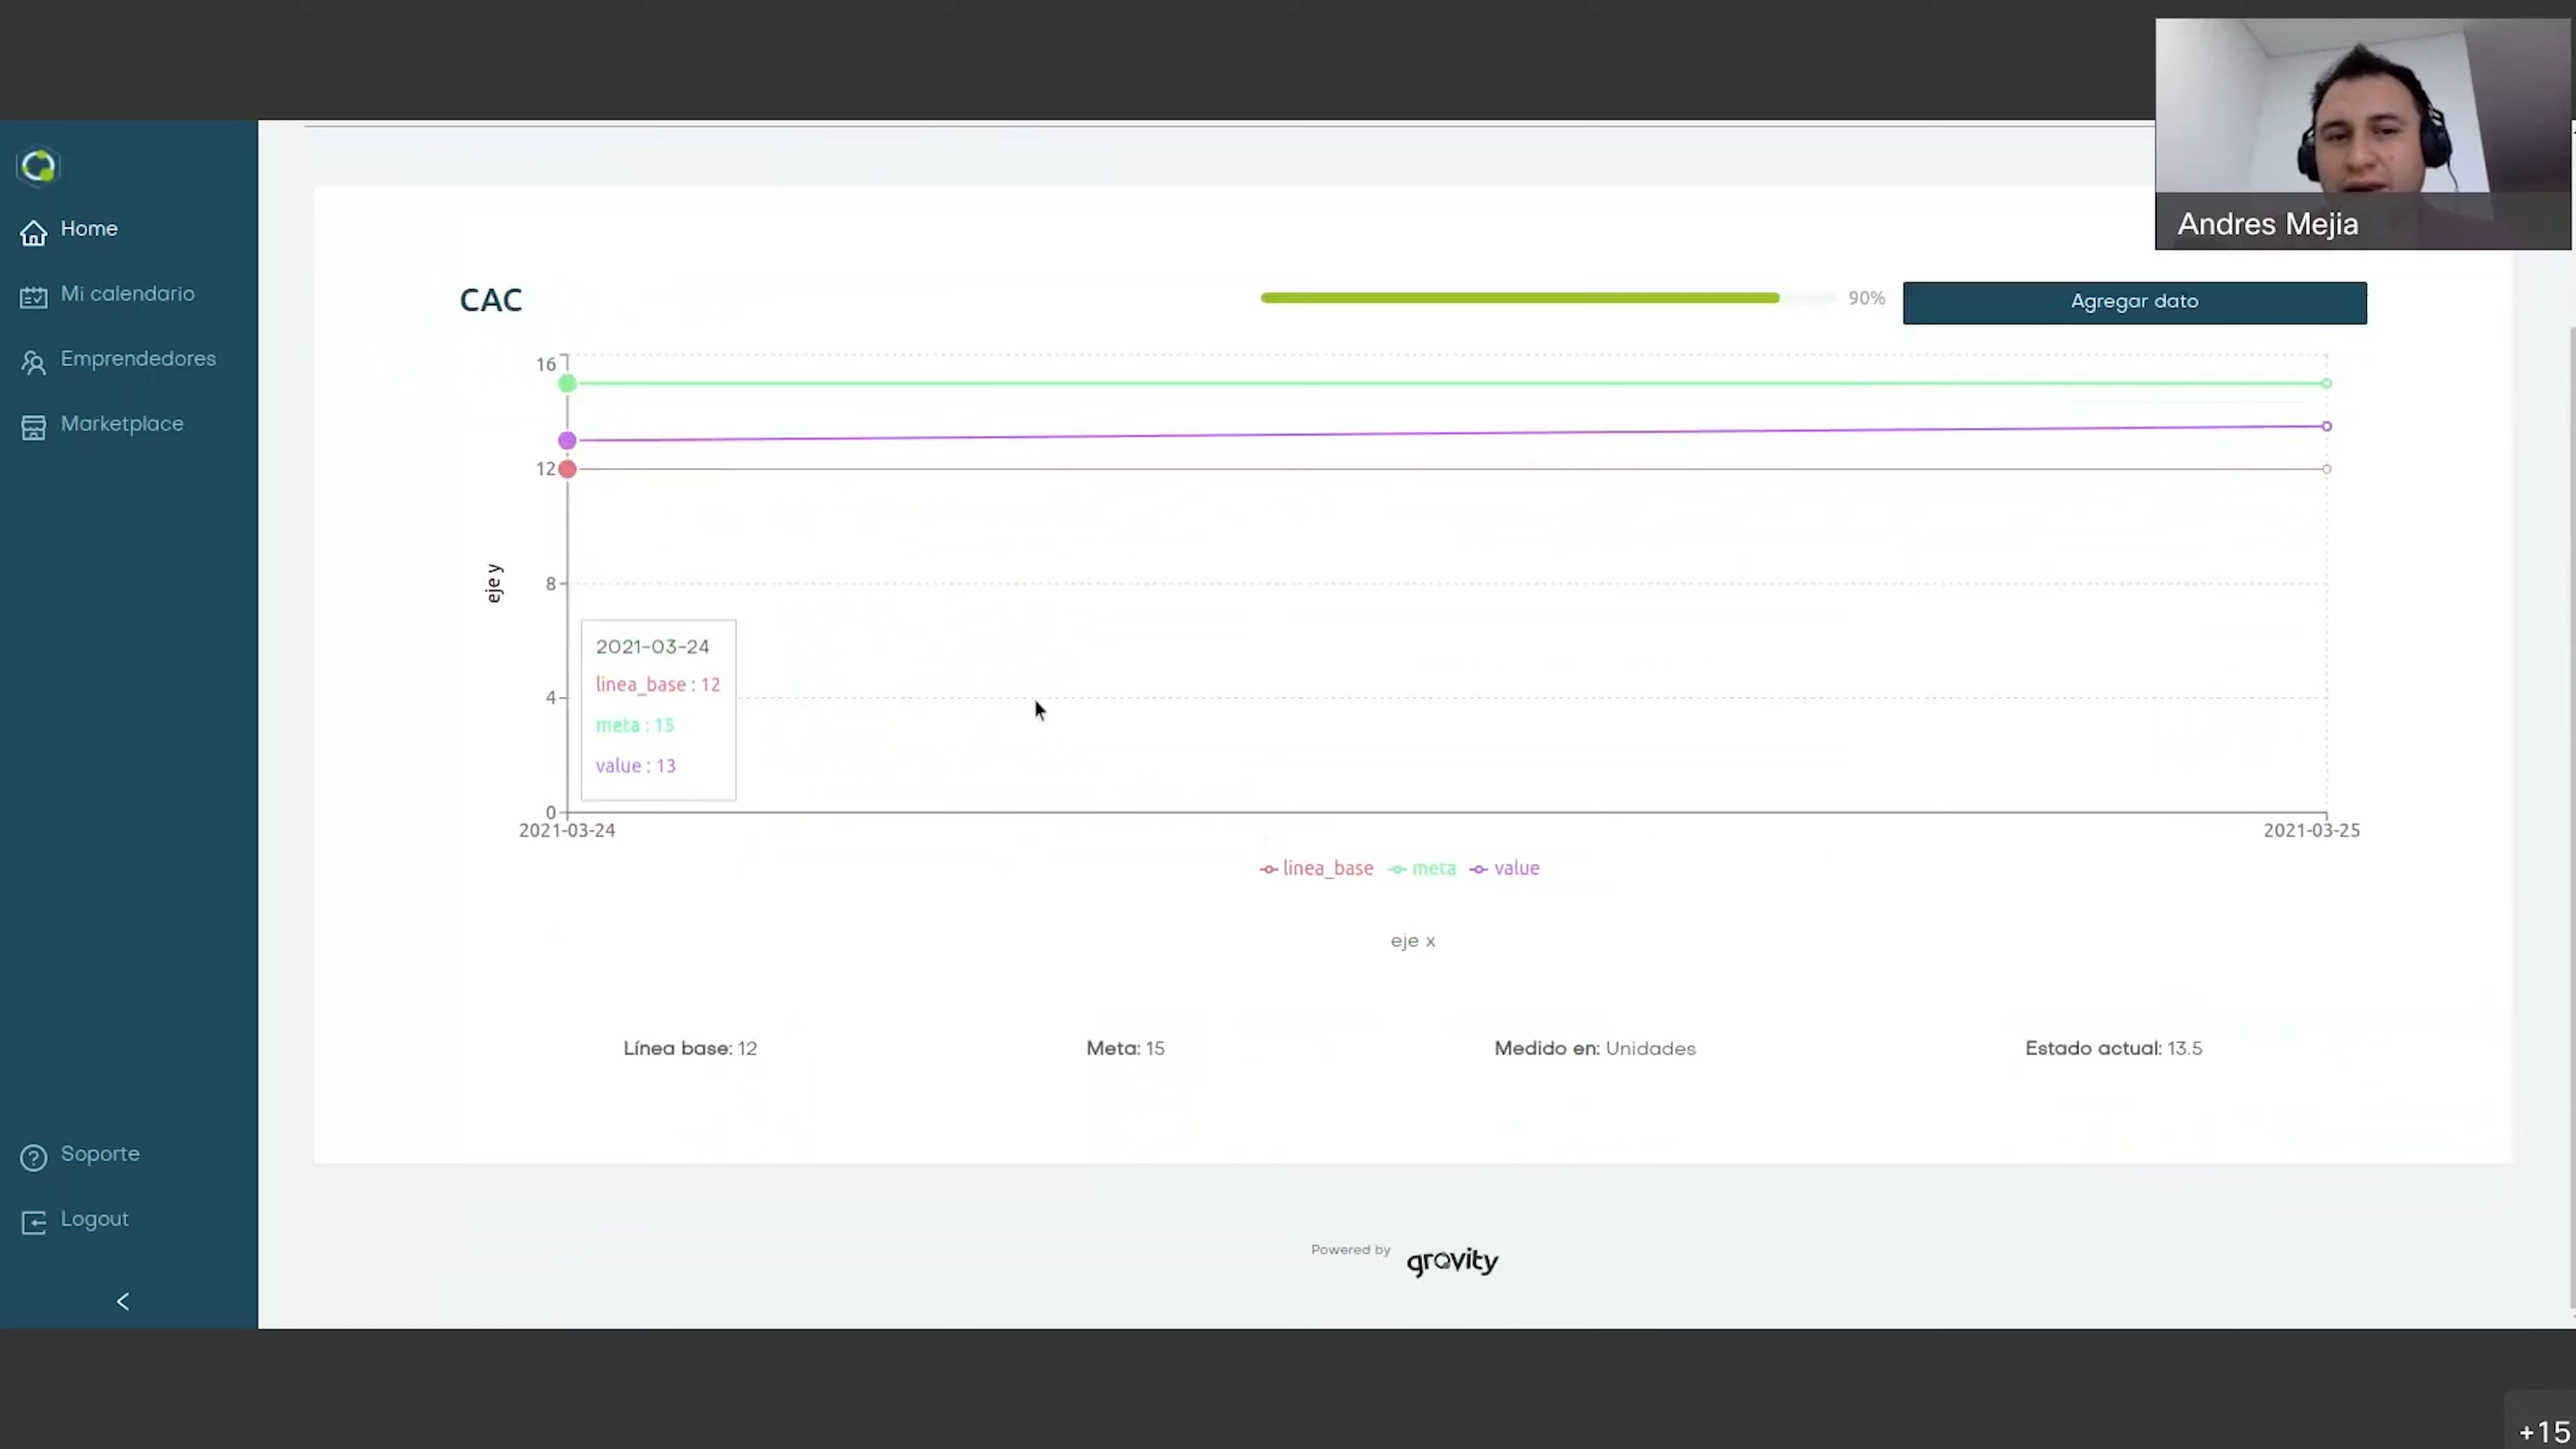 Andres Mejia
Home
Mi calendario
Emprendedores
Marketplace
Soporte
Logout
CAC
90%
Agregar dato
16
12
8
4
0
eje y
2021-03-24
linea_base : 12
meta : 15
value : 13
2021-03-24
2021-03-25
linea_base meta value
eje x
Línea base: 12
Meta: 15
Medido en: Unidades
Estado actual: 13.5
Powered by gravity
+15